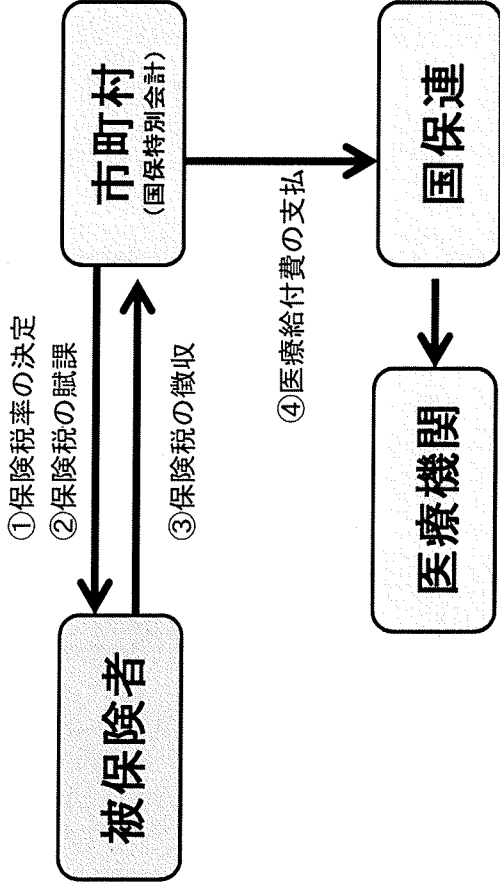 ①保険税率の決定
②保険税の賦課
被保険者
市町村
(国保特別会計)
③保険税の徴収
④医療給付費の支払
医療機関
国保連